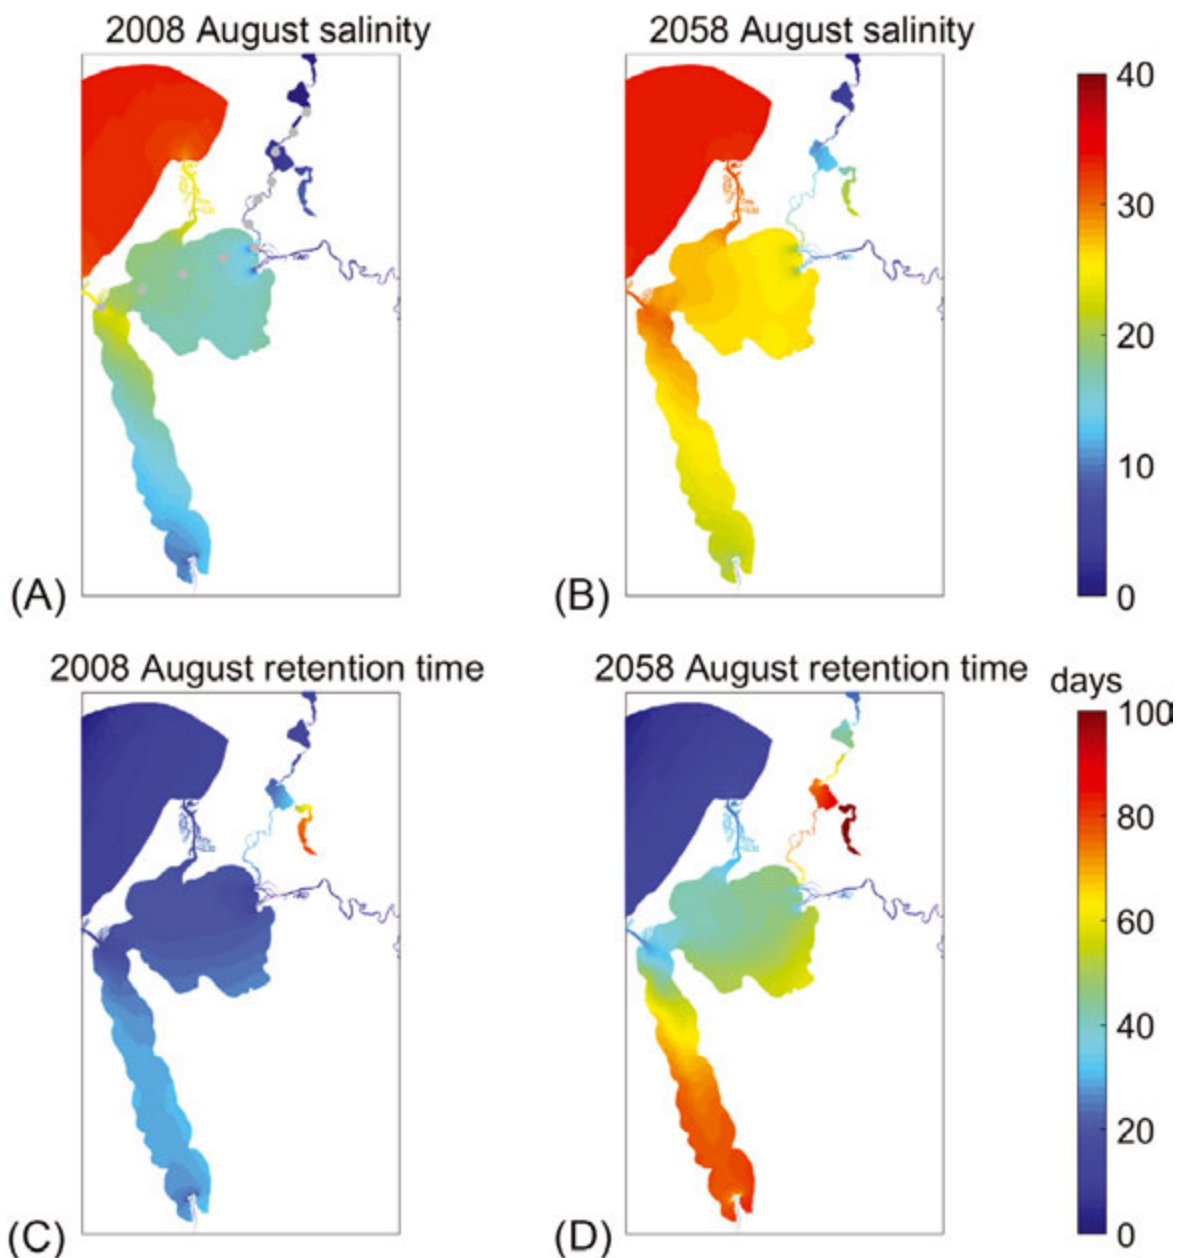 2008 August salinity
2058 August salinity
40
30
20
10
0
(A)
(B)
2008 August retention time
2058 August retention time
days
100
80
60
40
20
0
(C)
(D)